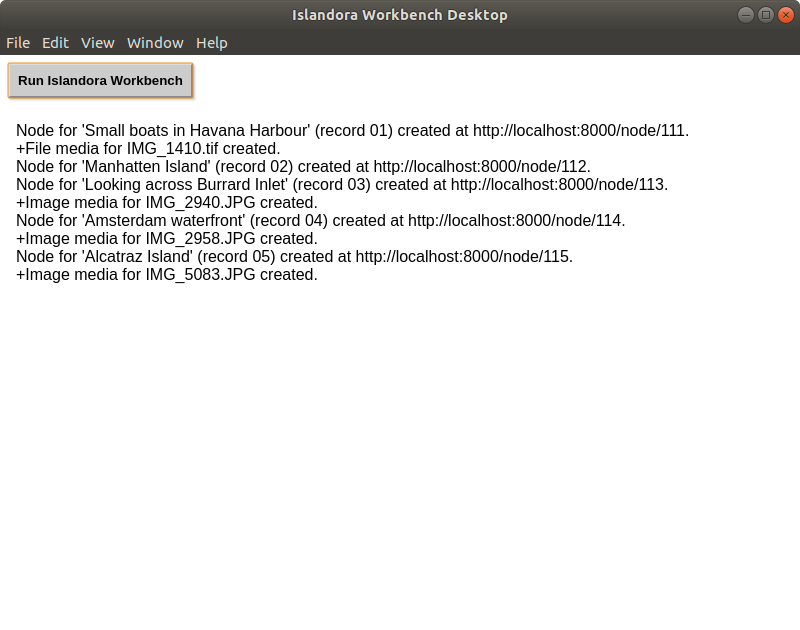 Islandora Workbench Desktop
File Edit View Window Help
Run Islandora Workbench
Node for 'Small boats in Havana Harbour' (record 01) created at http://localhost:8000/node/111.
+File media for IMG_1410.tif created.
Node for 'Manhatten Island' (record 02) created at http://localhost:8000/node/112.
Node for 'Looking across Burrard Inlet' (record 03) created at http://localhost:8000/node/113.
+Image media for IMG_2940.JPG created.
Node for 'Amsterdam waterfront' (record 04) created at http://localhost:8000/node/114.
+Image media for IMG_2958.JPG created.
Node for 'Alcatraz Island' (record 05) created at http://localhost:8000/node/115.
+Image media for IMG_5083.JPG created.